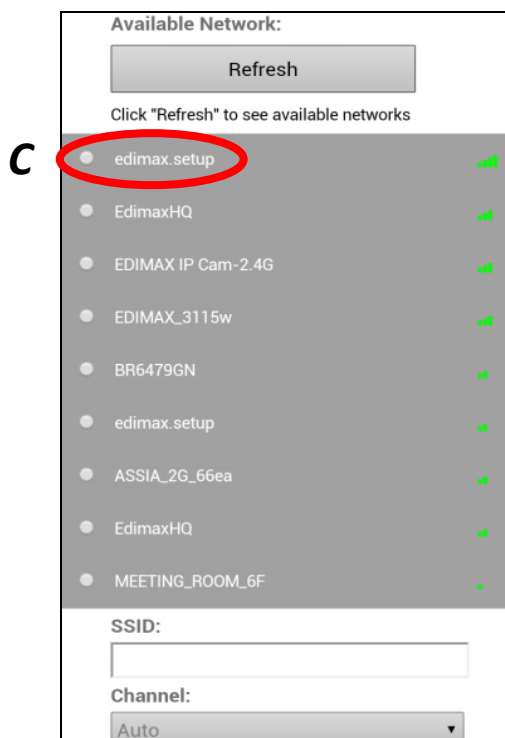 Available Network:
Refresh
Click "Refresh" to see available networks
C
edimax.setup
EdimaxHQ
EDIMAX IP Cam-2.4G
EDIMAX_3115w
BR6479GN
edimax.setup
ASSIA_2G_66ea
EdimaxHQ
MEETING_ROOM_6F
SSID:
Channel:
Auto